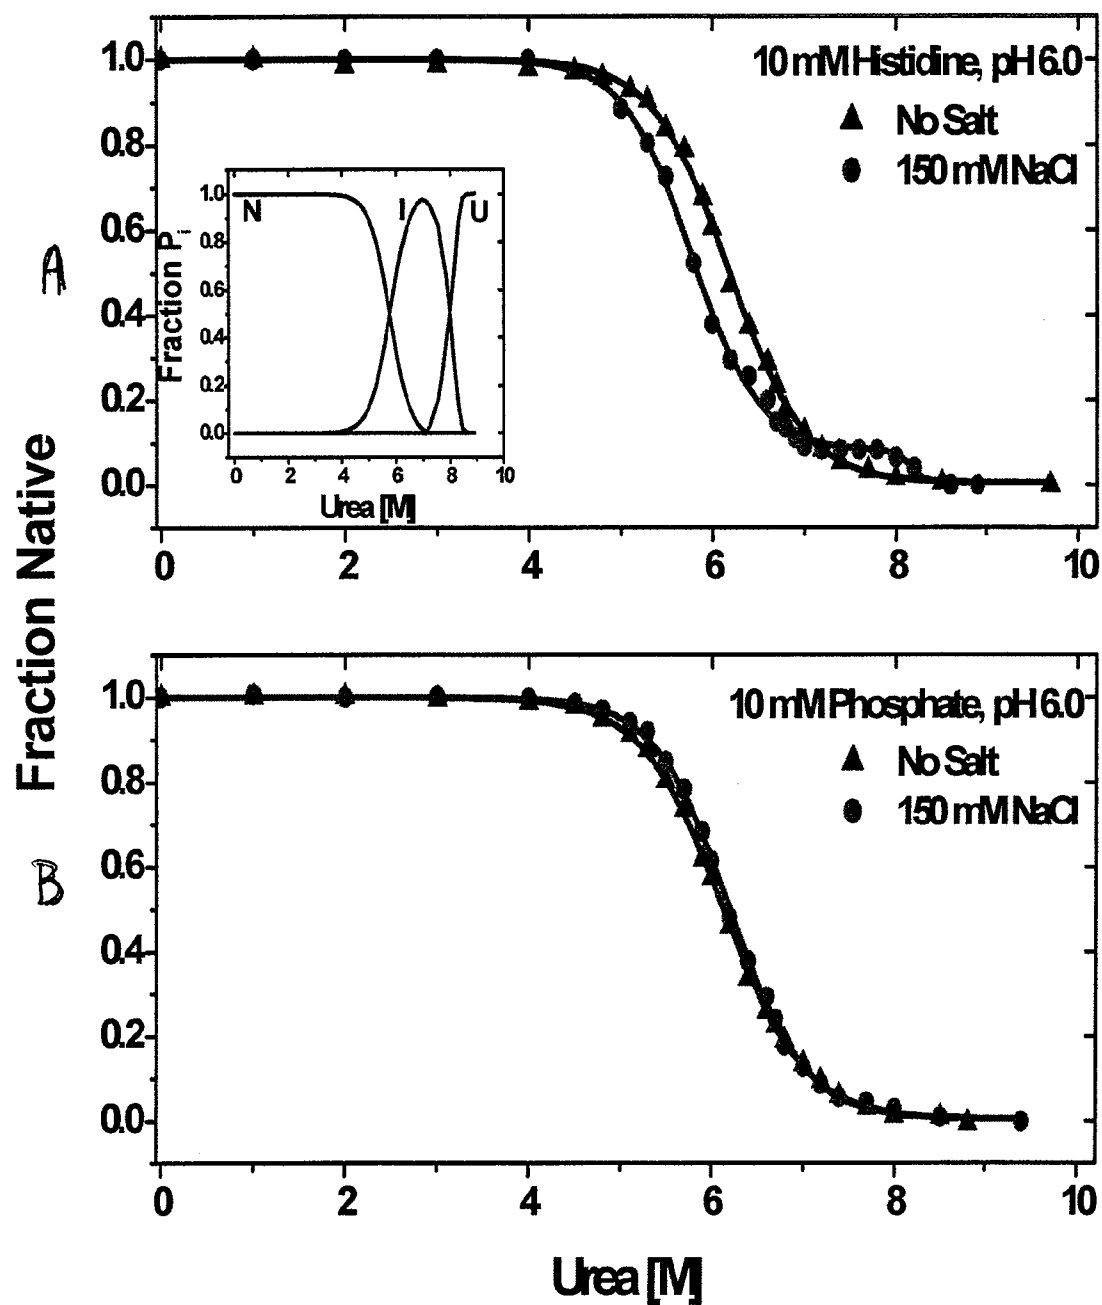 10 mM Histidine, pH 6.0
No Salt
150 mM NaCl
1.0
0.8
0.6
0.4
0.2
0.0
0
2
4
6
8
10
N
I
U
1.0
0.8
0.6
0.4
0.2
0.0
0
2
4
6
8
10
Fraction Pi
Urea [M]
A
Fraction Native
B
10 mM Phosphate, pH 6.0
No Salt
150 mM NaCl
1.0
0.8
0.6
0.4
0.2
0.0
0
2
4
6
8
10
Urea [M]